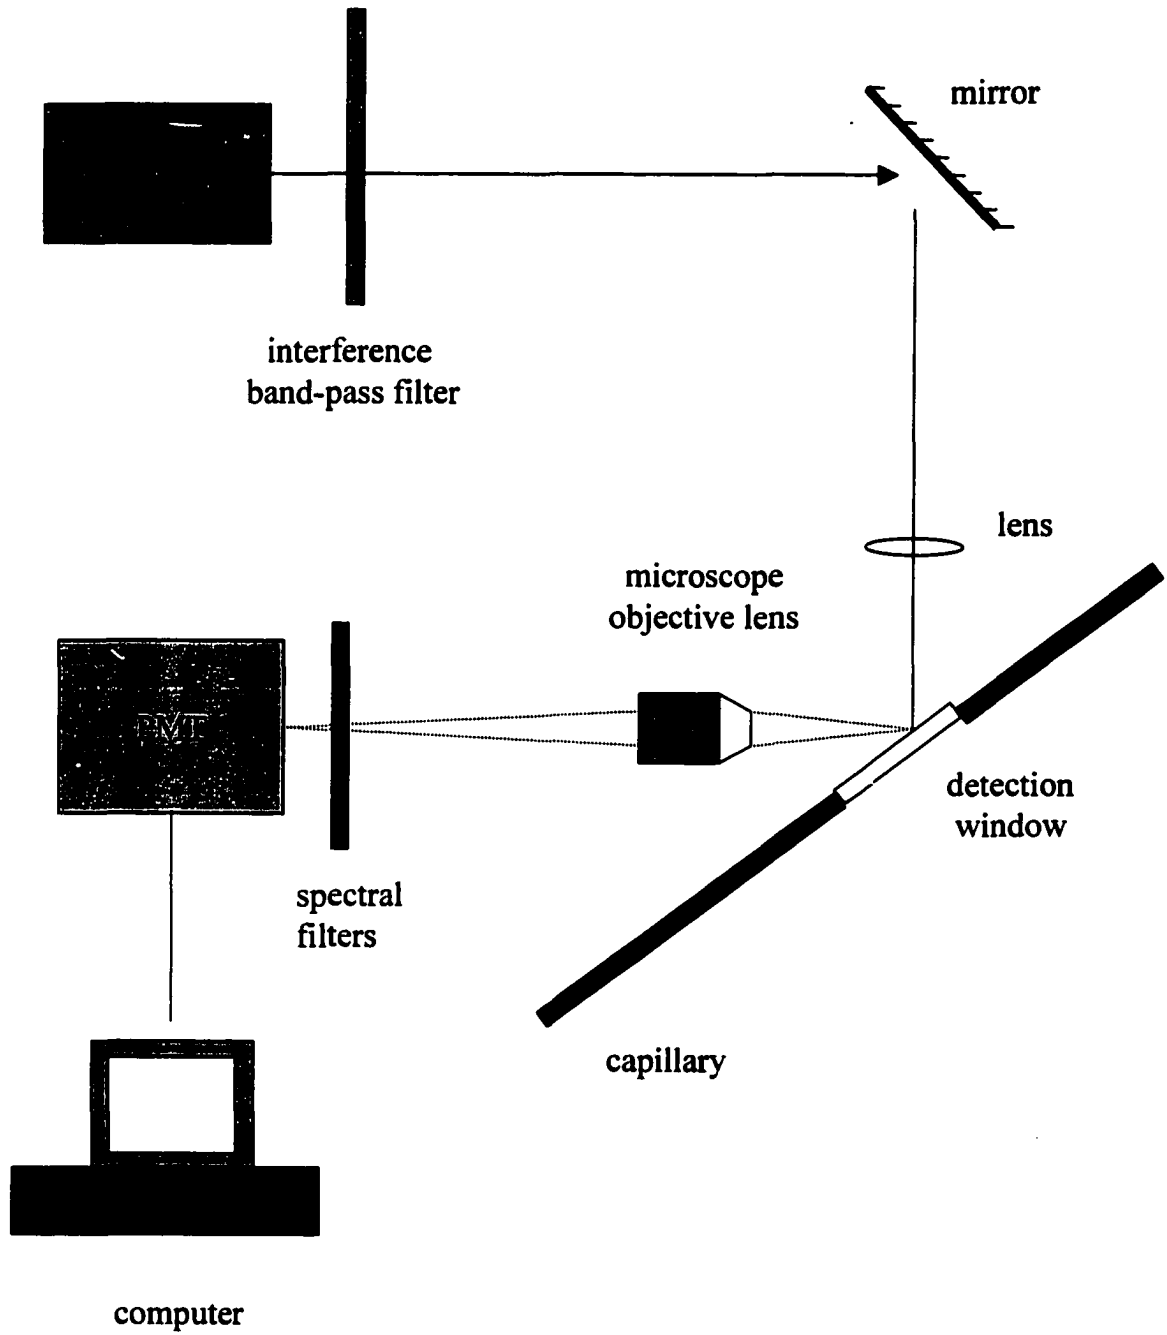 mirror
interference
band-pass filter
lens
microscope
objective lens
PMT
detection
window
spectral
filters
capillary
computer